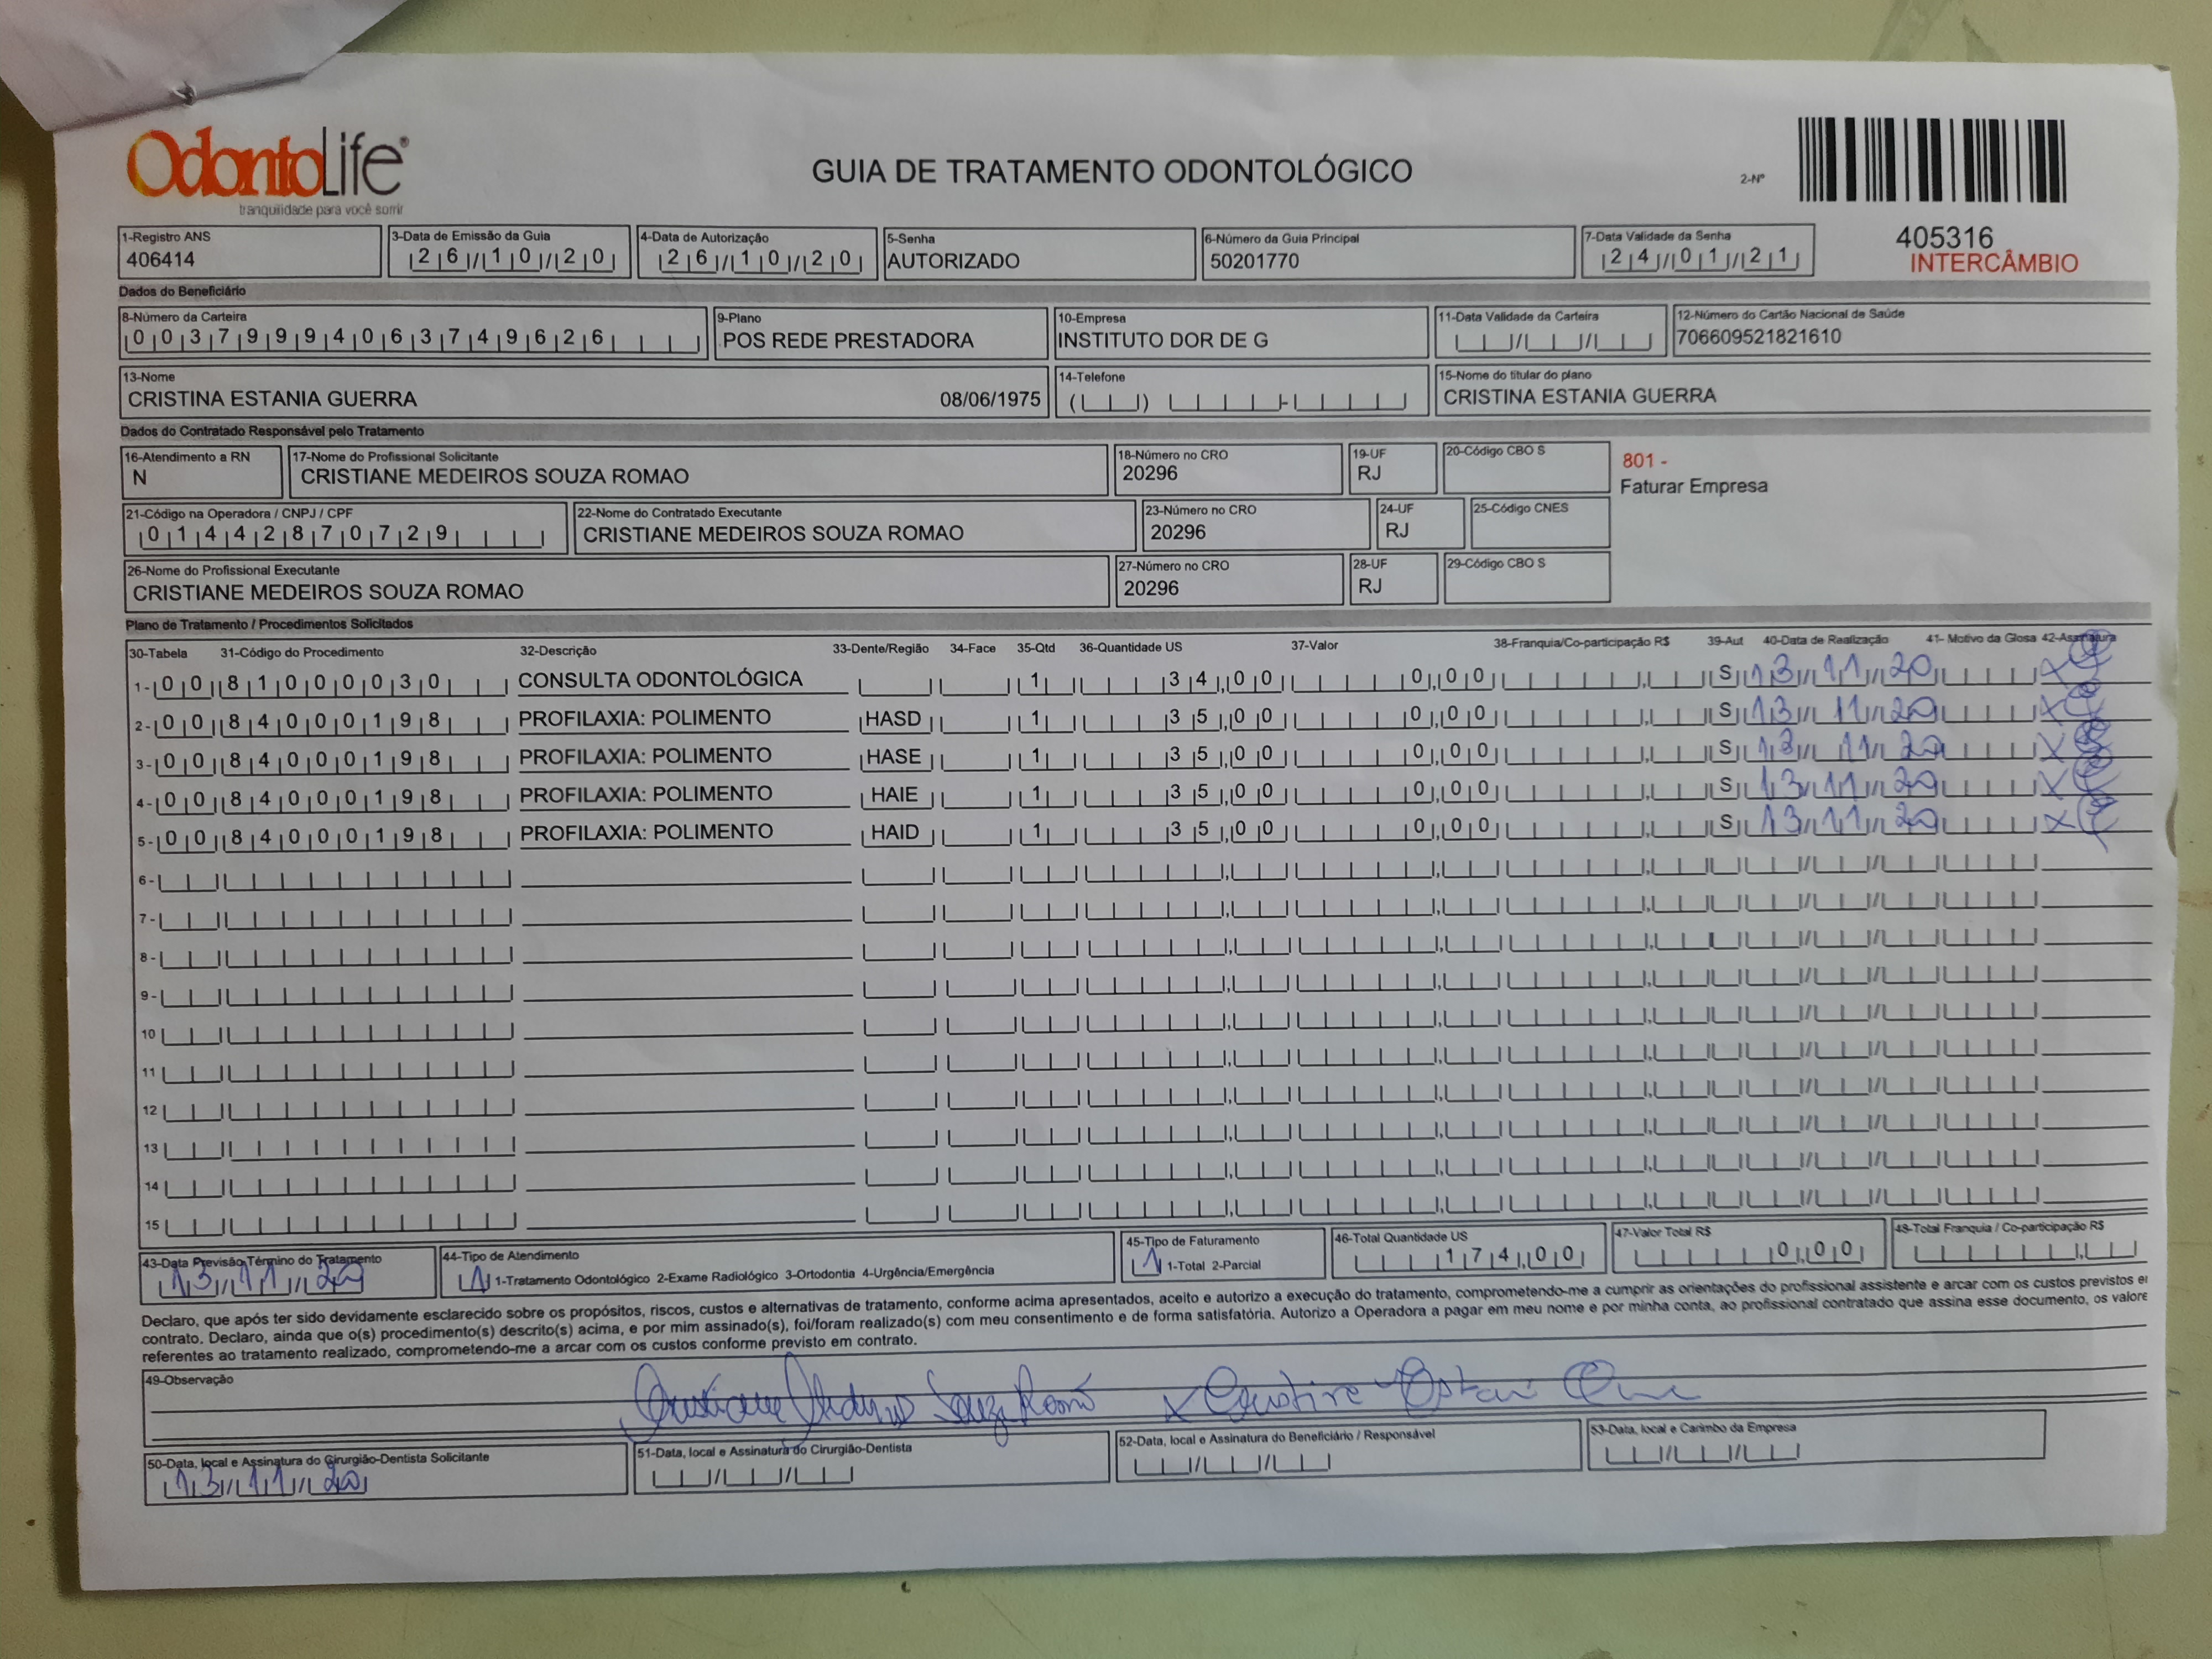 OdontoLife®
tranquilidade para você sorrir
GUIA DE TRATAMENTO ODONTOLÓGICO
2-Nº
405316
INTERCÂMBIO
1-Registro ANS 3-Data de Emissão da Guia 4-Data de Autorização 5-Senha 6-Número da Guia Principal 7-Data Validade da Senha
406414 26/10/20 26/10/20 AUTORIZADO 50201770 24/01/21
Dados do Beneficiário
8-Número da Carteira 9-Plano 10-Empresa 11-Data Validade da Carteira 12-Número do Cartão Nacional de Saúde
00379994063749626 POS REDE PRESTADORA INSTITUTO DOR DE G 706609521821610
13-Nome 14-Telefone 15-Nome do titular do plano
CRISTINA ESTANIA GUERRA 08/06/1975 CRISTINA ESTANIA GUERRA
Dados do Contratado Responsável pelo Tratamento
16-Atendimento a RN 17-Nome do Profissional Solicitante 18-Número no CRO 19-UF 20-Código CBO S
N CRISTIANE MEDEIROS SOUZA ROMAO 20296 RJ
801 -
Faturar Empresa
21-Código na Operadora / CNPJ / CPF 22-Nome do Contratado Executante 23-Número no CRO 24-UF 25-Código CNES
01442870729 CRISTIANE MEDEIROS SOUZA ROMAO 20296 RJ
26-Nome do Profissional Executante 27-Número no CRO 28-UF 29-Código CBO S
CRISTIANE MEDEIROS SOUZA ROMAO 20296 RJ
Plano de Tratamento / Procedimentos Solicitados
30-Tabela 31-Código do Procedimento 32-Descrição 33-Dente/Região 34-Face 35-Qtd 36-Quantidade US 37-Valor 38-Franquia/Co-participação R$ 39-Aut 40-Data de Realização 41- Motivo da Glosa 42-Assinatura
1- 00 81000030 CONSULTA ODONTOLÓGICA 1 34,00 0,00 S 13/11/20 x
2- 00 84000198 PROFILAXIA: POLIMENTO HASD 1 35,00 0,00 S 13/11/20 x
3- 00 84000198 PROFILAXIA: POLIMENTO HASE 1 35,00 0,00 S 13/11/20 x
4- 00 84000198 PROFILAXIA: POLIMENTO HAIE 1 35,00 0,00 S 13/11/20 x
5- 00 84000198 PROFILAXIA: POLIMENTO HAID 1 35,00 0,00 S 13/11/20 x
6-
7-
8-
9-
10
11
12
13
14
15
43-Data Previsão Término do Tratamento 44-Tipo de Atendimento 45-Tipo de Faturamento 46-Total Quantidade US 47-Valor Total R$ 48-Total Franquia / Co-participação R$
13/11/20 1 1-Tratamento Odontológico 2-Exame Radiológico 3-Ortodontia 4-Urgência/Emergência 1 1-Total 2-Parcial 174,00 0,00
Declaro, que após ter sido devidamente esclarecido sobre os propósitos, riscos, custos e alternativas de tratamento, conforme acima apresentados, aceito e autorizo a execução do tratamento, comprometendo-me a cumprir as orientações do profissional assistente e arcar com os custos previstos e
contrato. Declaro, ainda que o(s) procedimento(s) descrito(s) acima, e por mim assinado(s), foi/foram realizado(s) com meu consentimento e de forma satisfatória. Autorizo a Operadora a pagar em meu nome e por minha conta, ao profissional contratado que assina esse documento, os valore
referentes ao tratamento realizado, comprometendo-me a arcar com os custos conforme previsto em contrato.
49-Observação
Cristiane Medeiros Souza Romão x
50-Data, local e Assinatura do Cirurgião-Dentista Solicitante 51-Data, local e Assinatura do Cirurgião-Dentista 52-Data, local e Assinatura do Beneficiário / Responsável 53-Data, local e Carimbo da Empresa
13/11/20